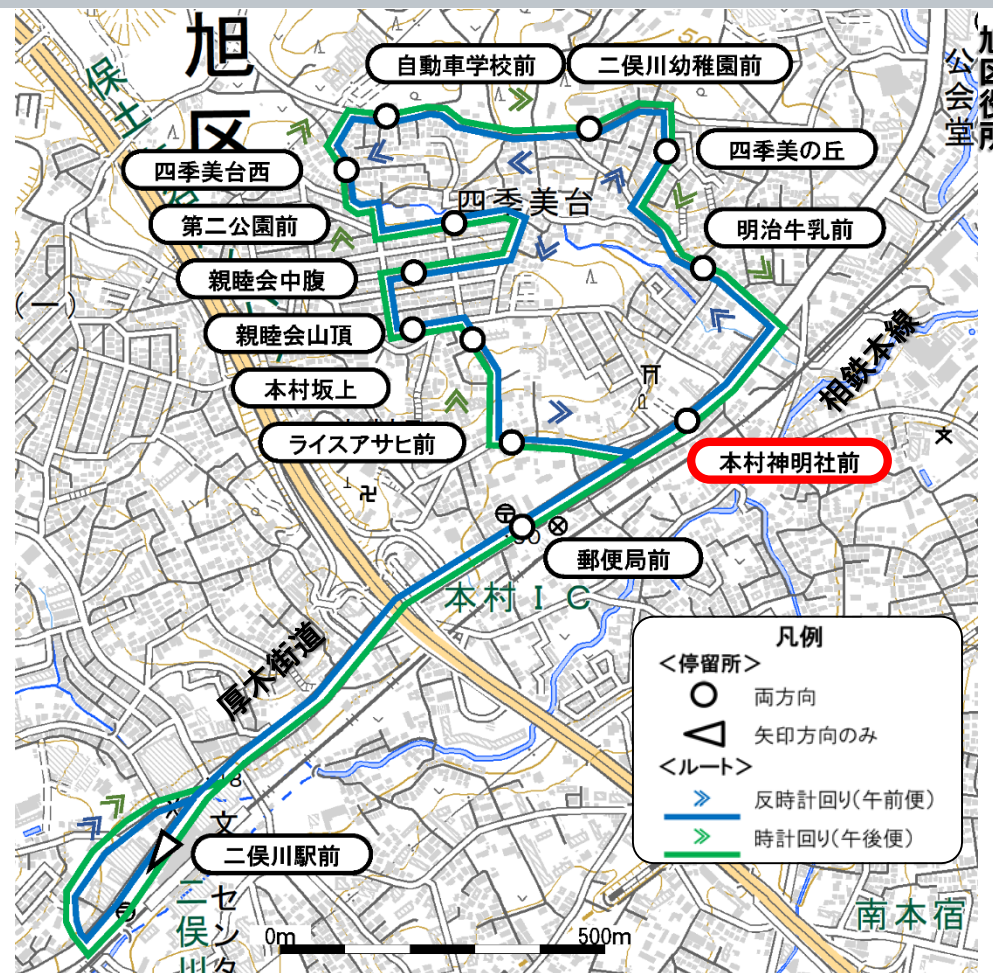 旭区
保土
旭区役所
公会堂
自動車学校前
二俣川幼稚園前
四季美の丘
四季美台西
四季美台
第二公園前
明治牛乳前
親睦会中腹
(一)
親睦会山頂
相鉄本線
本村坂上
ライスアサヒ前
本村神明社前
郵便局前
本村IC
厚木街道
凡例
<停留所>
両方向
矢印方向のみ
<ルート>
反時計回り(午前便)
時計回り(午後便)
二俣川駅前
文
センタ
二俣川
南本宿
0m
500m